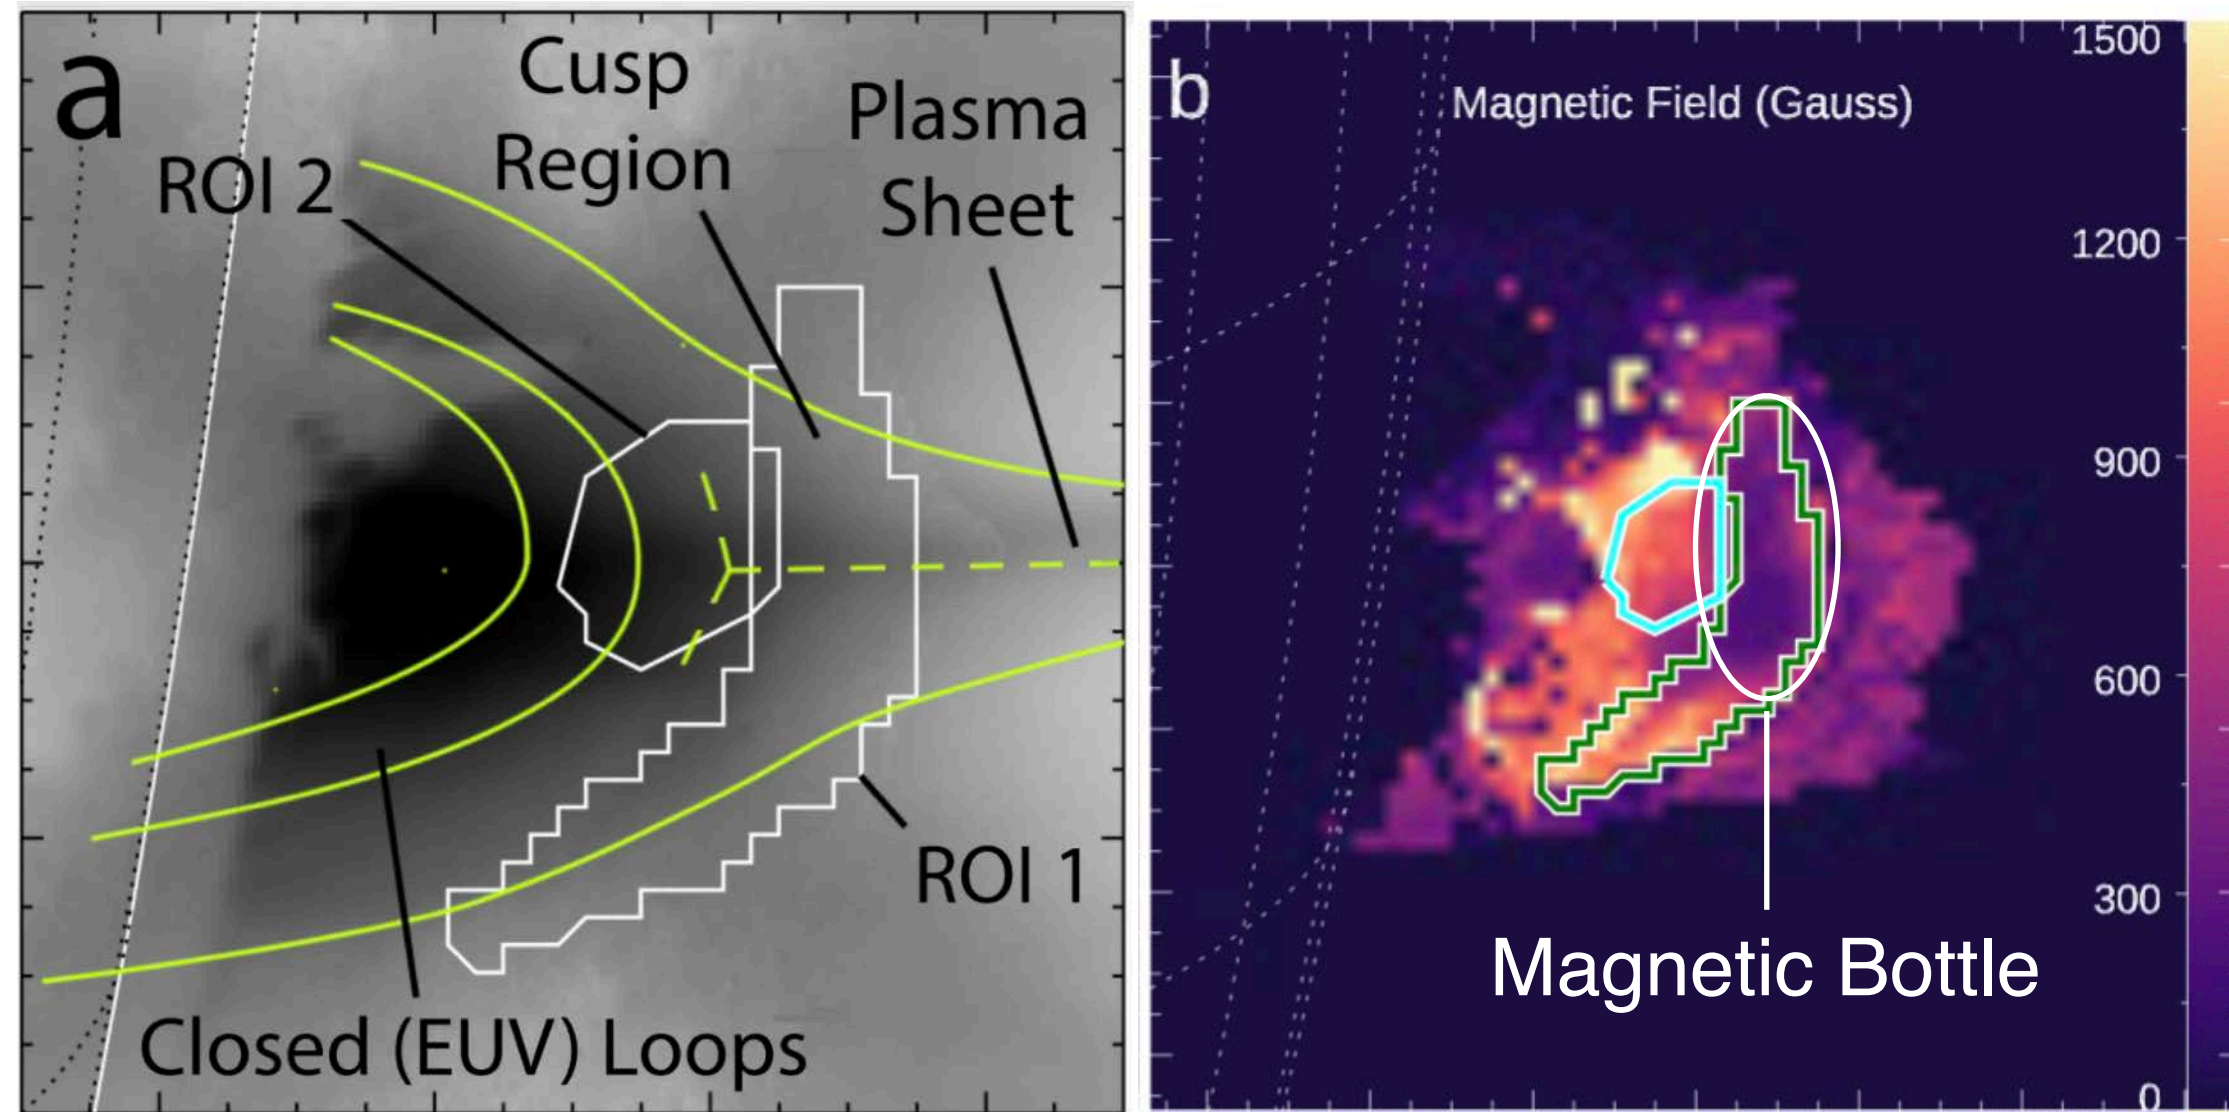 a
Cusp
Region
Plasma
Sheet
ROI 2
ROI 1
Closed (EUV) Loops
b
Magnetic Field (Gauss)
1500
1200
900
600
300
0
Magnetic Bottle